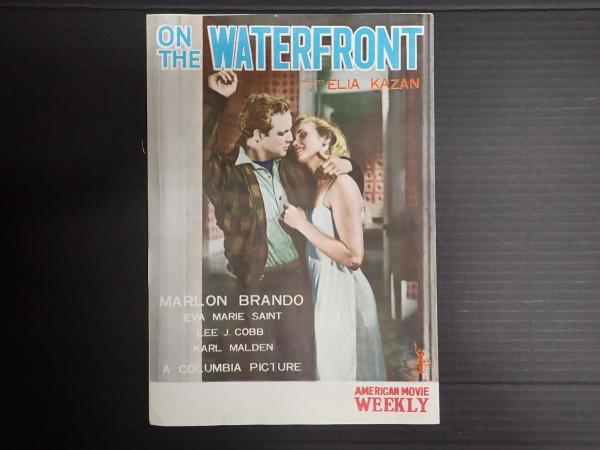 ON
THE
WATERFRONT
ELIA KAZAN
MARLON BRANDO
EVA MARIE SAINT
LEE J. COBB
KARL MALDEN
A COLUMBIA PICTURE
AMERICAN MOVIE
WEEKLY